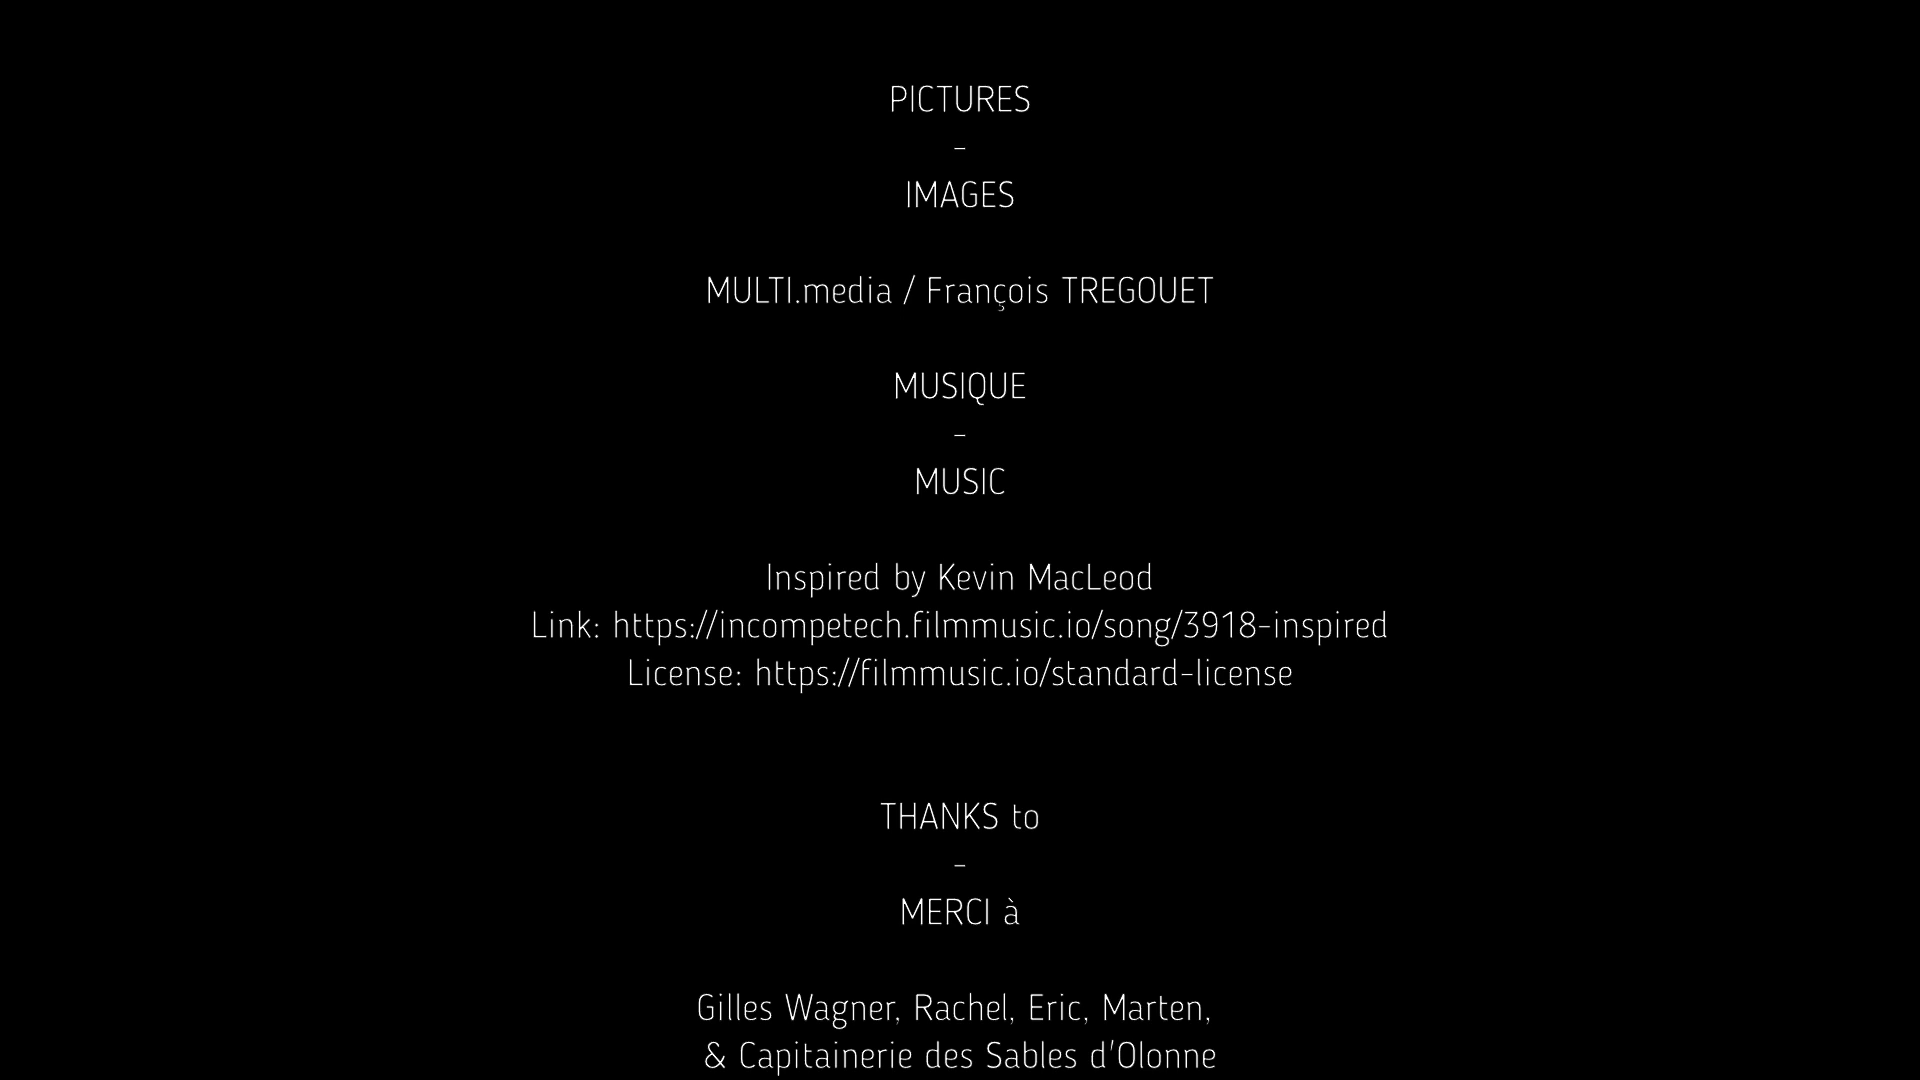 PICTURES
-
IMAGES
MULTI.media / François TREGOUET
MUSIQUE
-
MUSIC
Inspired by Kevin MacLeod
Link: https://incompetech.filmmusic.io/song/3918-inspired
License: https://filmmusic.io/standard-license
THANKS to
-
MERCI à
Gilles Wagner, Rachel, Eric, Marten,
& Capitainerie des Sables d'Olonne